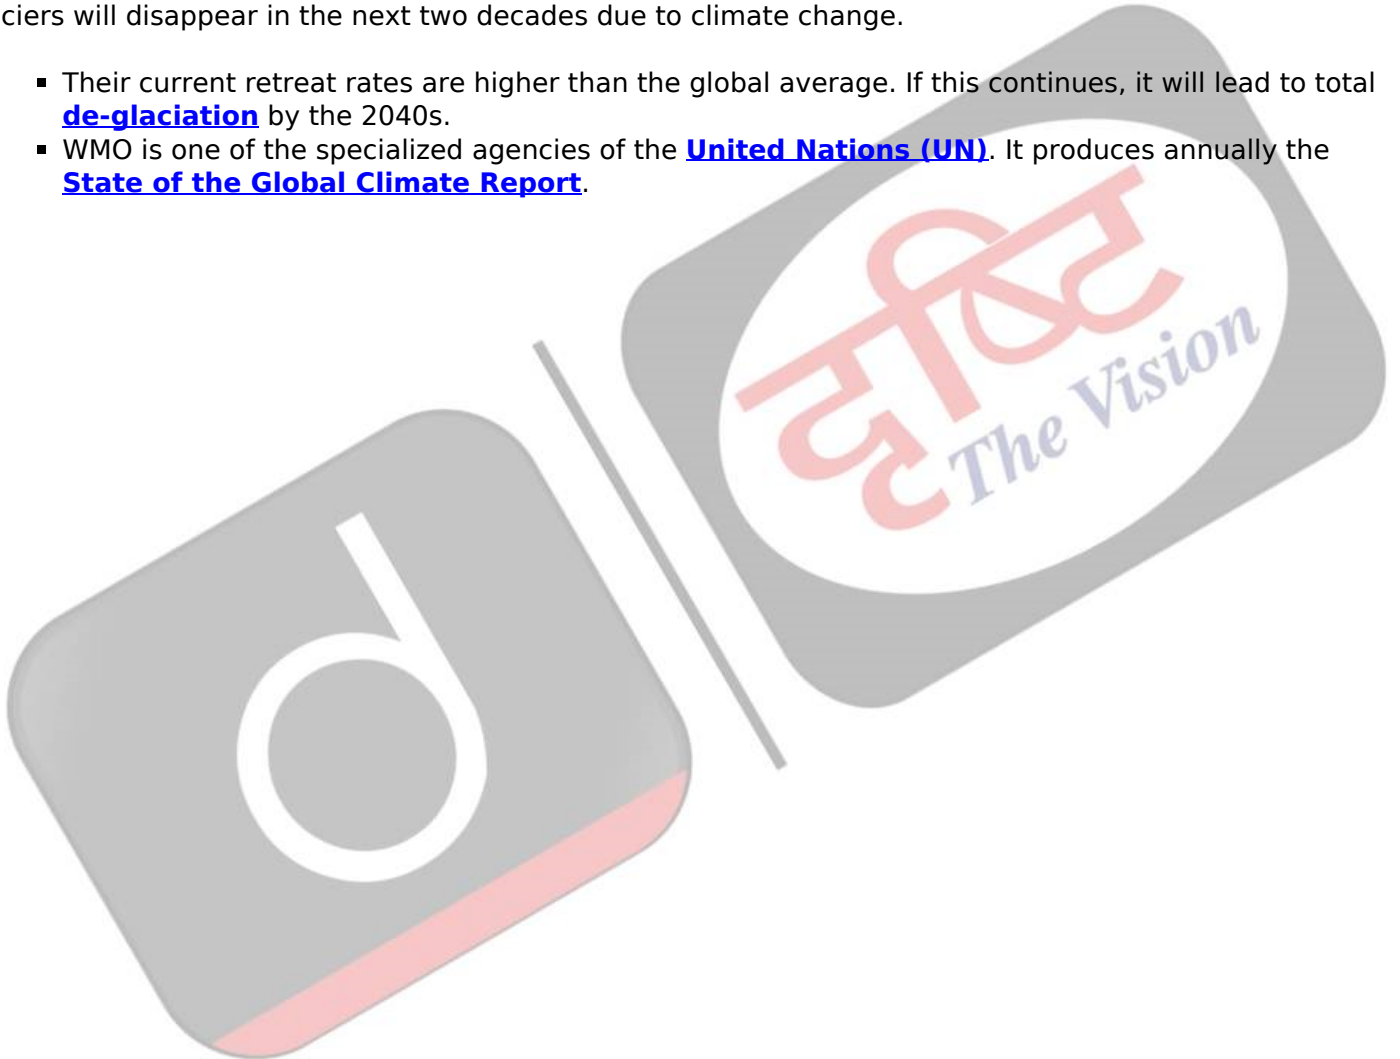 ciers will disappear in the next two decades due to climate change.
Their current retreat rates are higher than the global average. If this continues, it will lead to total
de-glaciation by the 2040s.
WMO is one of the specialized agencies of the United Nations (UN). It produces annually the
State of the Global Climate Report.
दृष्टि
The Vision
d